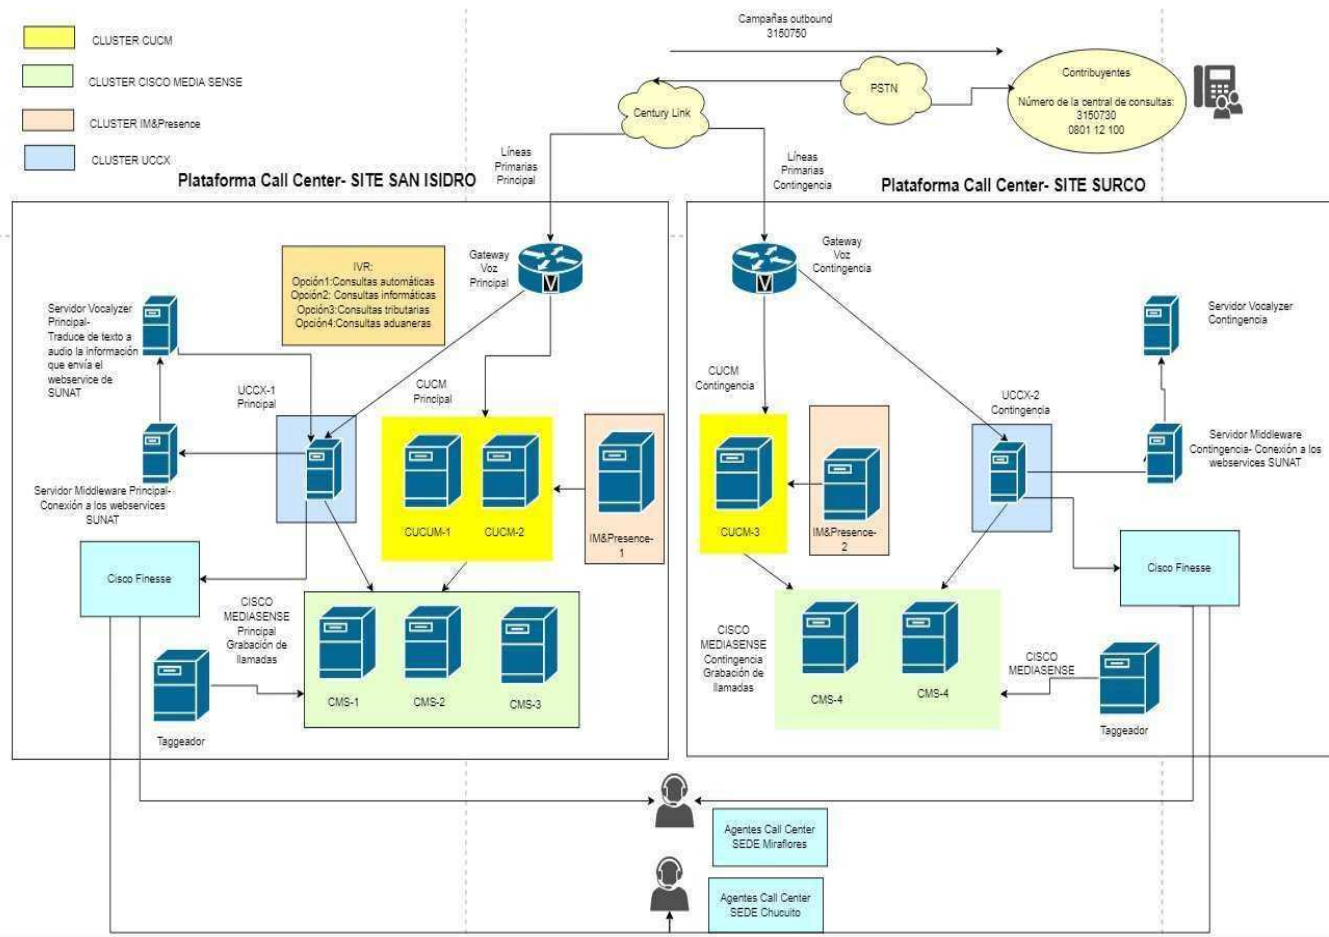 CLUSTER CUCM
CLUSTER CISCO MEDIA SENSE
CLUSTER IM&Presence
CLUSTER UCCX
Campañas outbound
3150750
Century Link
PSTN
Contribuyentes
Número de la central de consultas:
3150730
0801 12 100
Líneas
Primarias
Principal
Líneas
Primarias
Contingencia
Plataforma Call Center- SITE SAN ISIDRO
Gateway
Voz
Principal
IVR:
Opción1:Consultas automáticas
Opción2: Consultas informáticas
Opción3:Consultas tributarias
Opción4:Consultas aduaneras
Servidor Vocalyzer
Principal-
Traduce de texto a
audio la información
que envía el
webservice de
SUNAT
UCCX-1
Principal
CUCM
Principal
Servidor Middleware Principal-
Conexión a los webservices
SUNAT
CUCUM-1
CUCM-2
IM&Presence-
1
Cisco Finesse
CISCO
MEDIASENSE
Principal
Grabación de
llamadas
CMS-1
CMS-2
CMS-3
Taggeador
Plataforma Call Center- SITE SURCO
Gateway
Voz
Contingencia
Servidor Vocalyzer
Contingencia
CUCM
Contingencia
UCCX-2
Contingencia
Servidor Middleware
Contingencia- Conexión a los
webservices SUNAT
CUCM-3
IM&Presence-
2
Cisco Finesse
CISCO
MEDIASENSE
Contingencia
Grabación de
llamadas
CMS-4
CMS-4
CISCO
MEDIASENSE
Taggeador
Agentes Call Center
SEDE Miraflores
Agentes Call Center
SEDE Chucuito